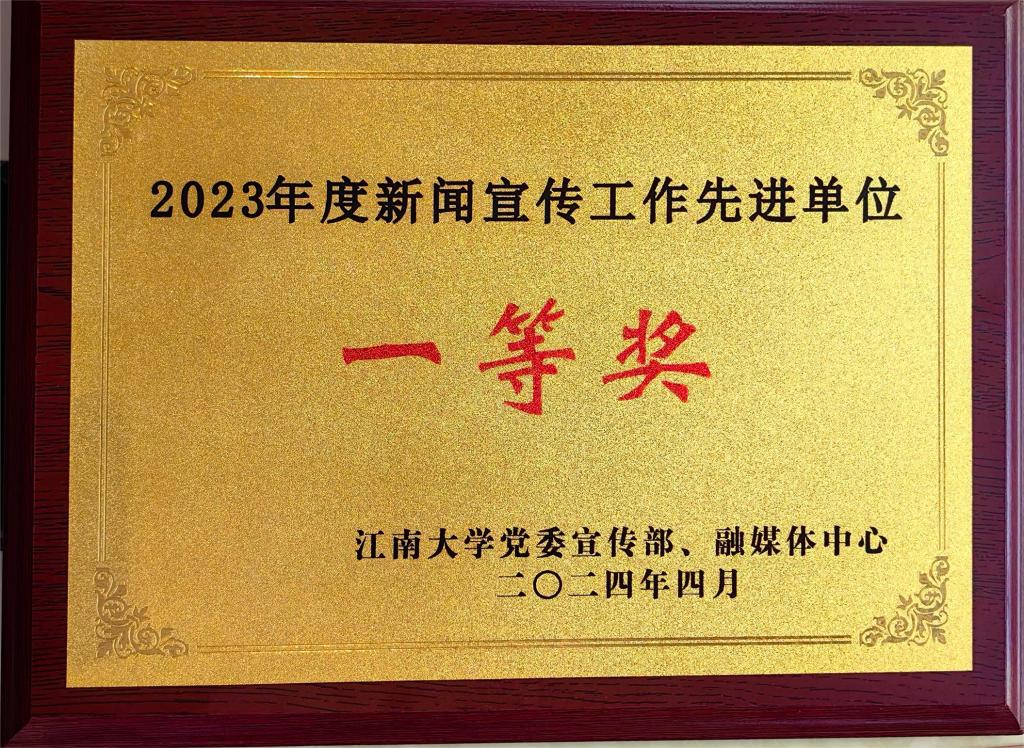 2023年度新闻宣传工作先进单位
一等奖
江南大学党委宣传部、融媒体中心
二〇二四年四月